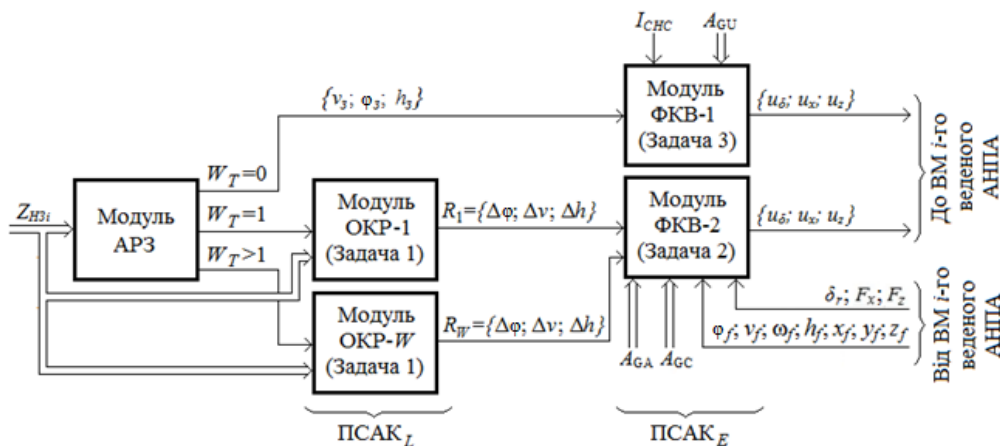 I_CHC
A_GU
{v_з; φ_з; h_з}
Модуль
ФКВ-1
(Задача 3)
{u_δ; u_x; u_z}
До ВМ i-го
веденого
АНПА
Z_НЗi
Модуль
АРЗ
W_T=0
W_T=1
W_T>1
Модуль
ОКР-1
(Задача 1)
R_1={Δφ; Δv; Δh}
Модуль
ФКВ-2
(Задача 2)
{u_δ; u_x; u_z}
Модуль
ОКР-W
(Задача 1)
R_W={Δφ; Δv; Δh}
A_GA
A_GC
δ_r; F_x; F_z
φ_f; v_f; ω_f; h_f; x_f; y_f; z_f
Від ВМ i-го
веденого
АНПА
ПСАК_L
ПСАК_E